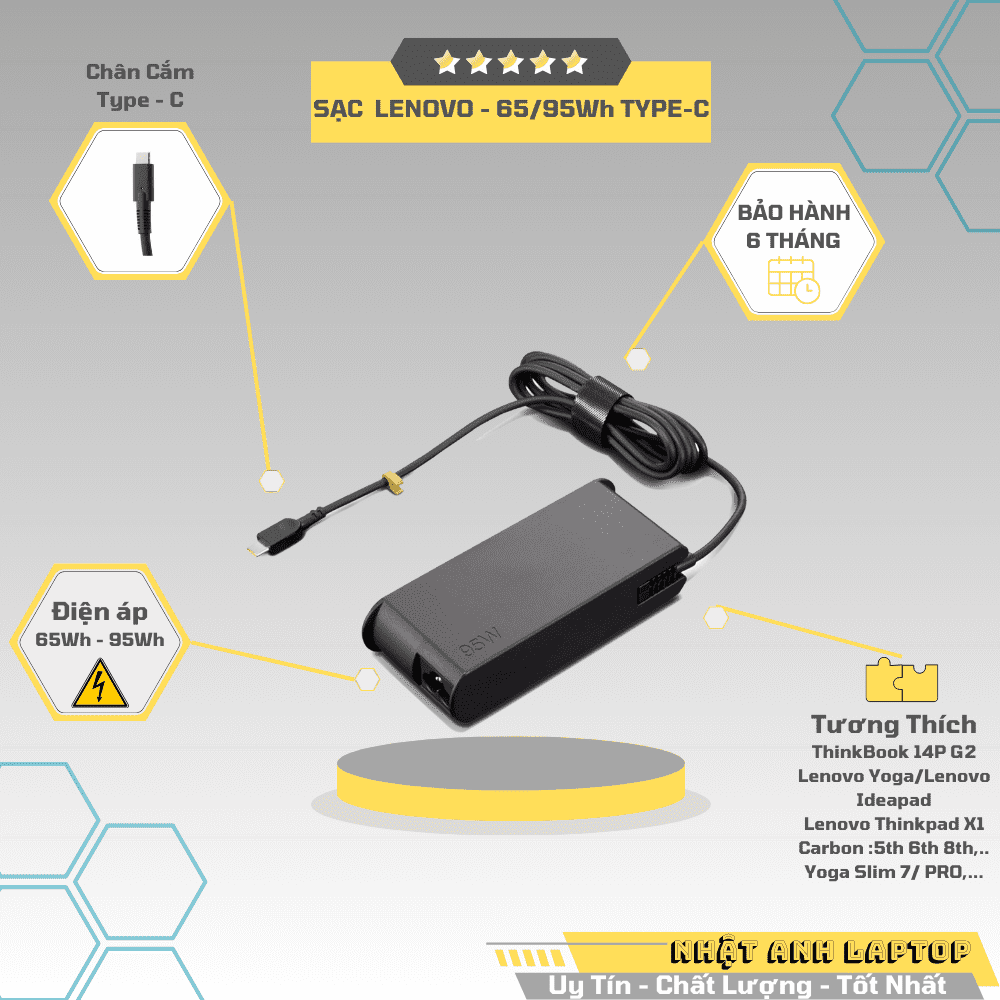 Chân Cắm
Type - C
SẠC LENOVO - 65/95Wh TYPE-C
BẢO HÀNH
6 THÁNG
95W
Điện áp
65Wh - 95Wh
Tương Thích
ThinkBook 14P G2
Lenovo Yoga/Lenovo
Ideapad
Lenovo Thinkpad X1
Carbon :5th 6th 8th,..
Yoga Slim 7/ PRO,...
NHẬT ANH LAPTOP
Uy Tín - Chất Lượng - Tốt Nhất